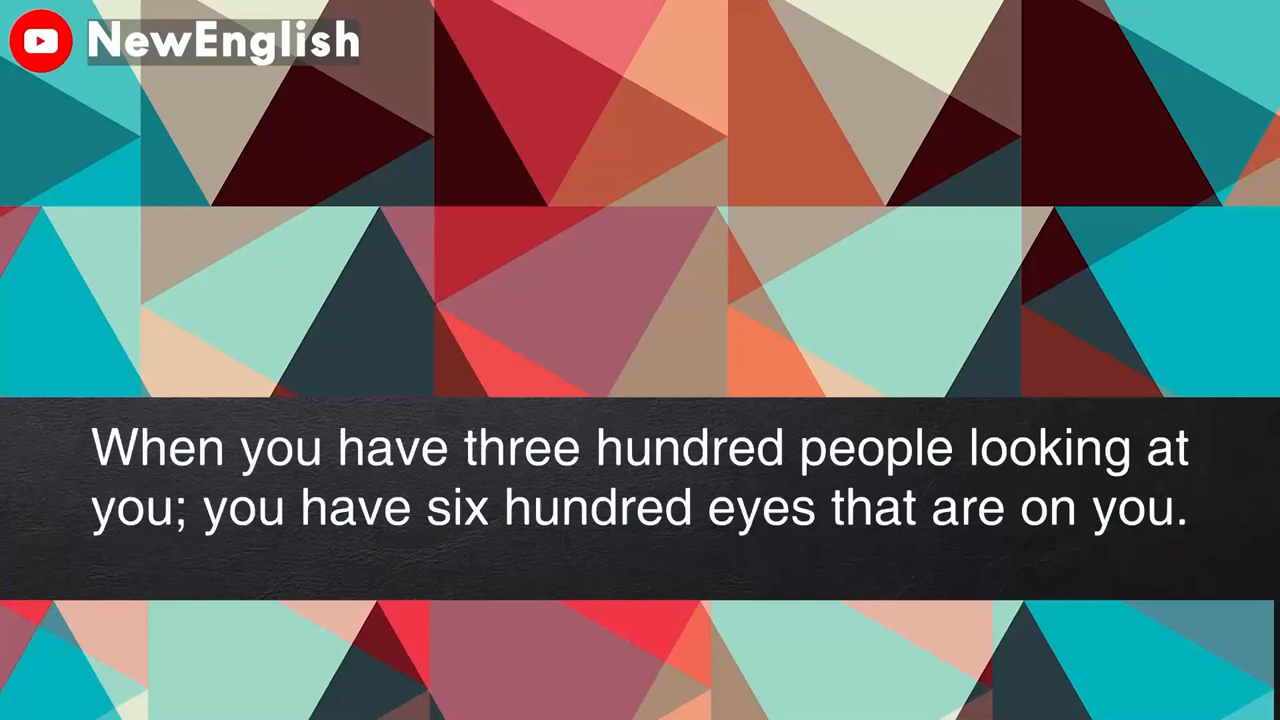 NewEnglish
When you have three hundred people looking at
you; you have six hundred eyes that are on you.